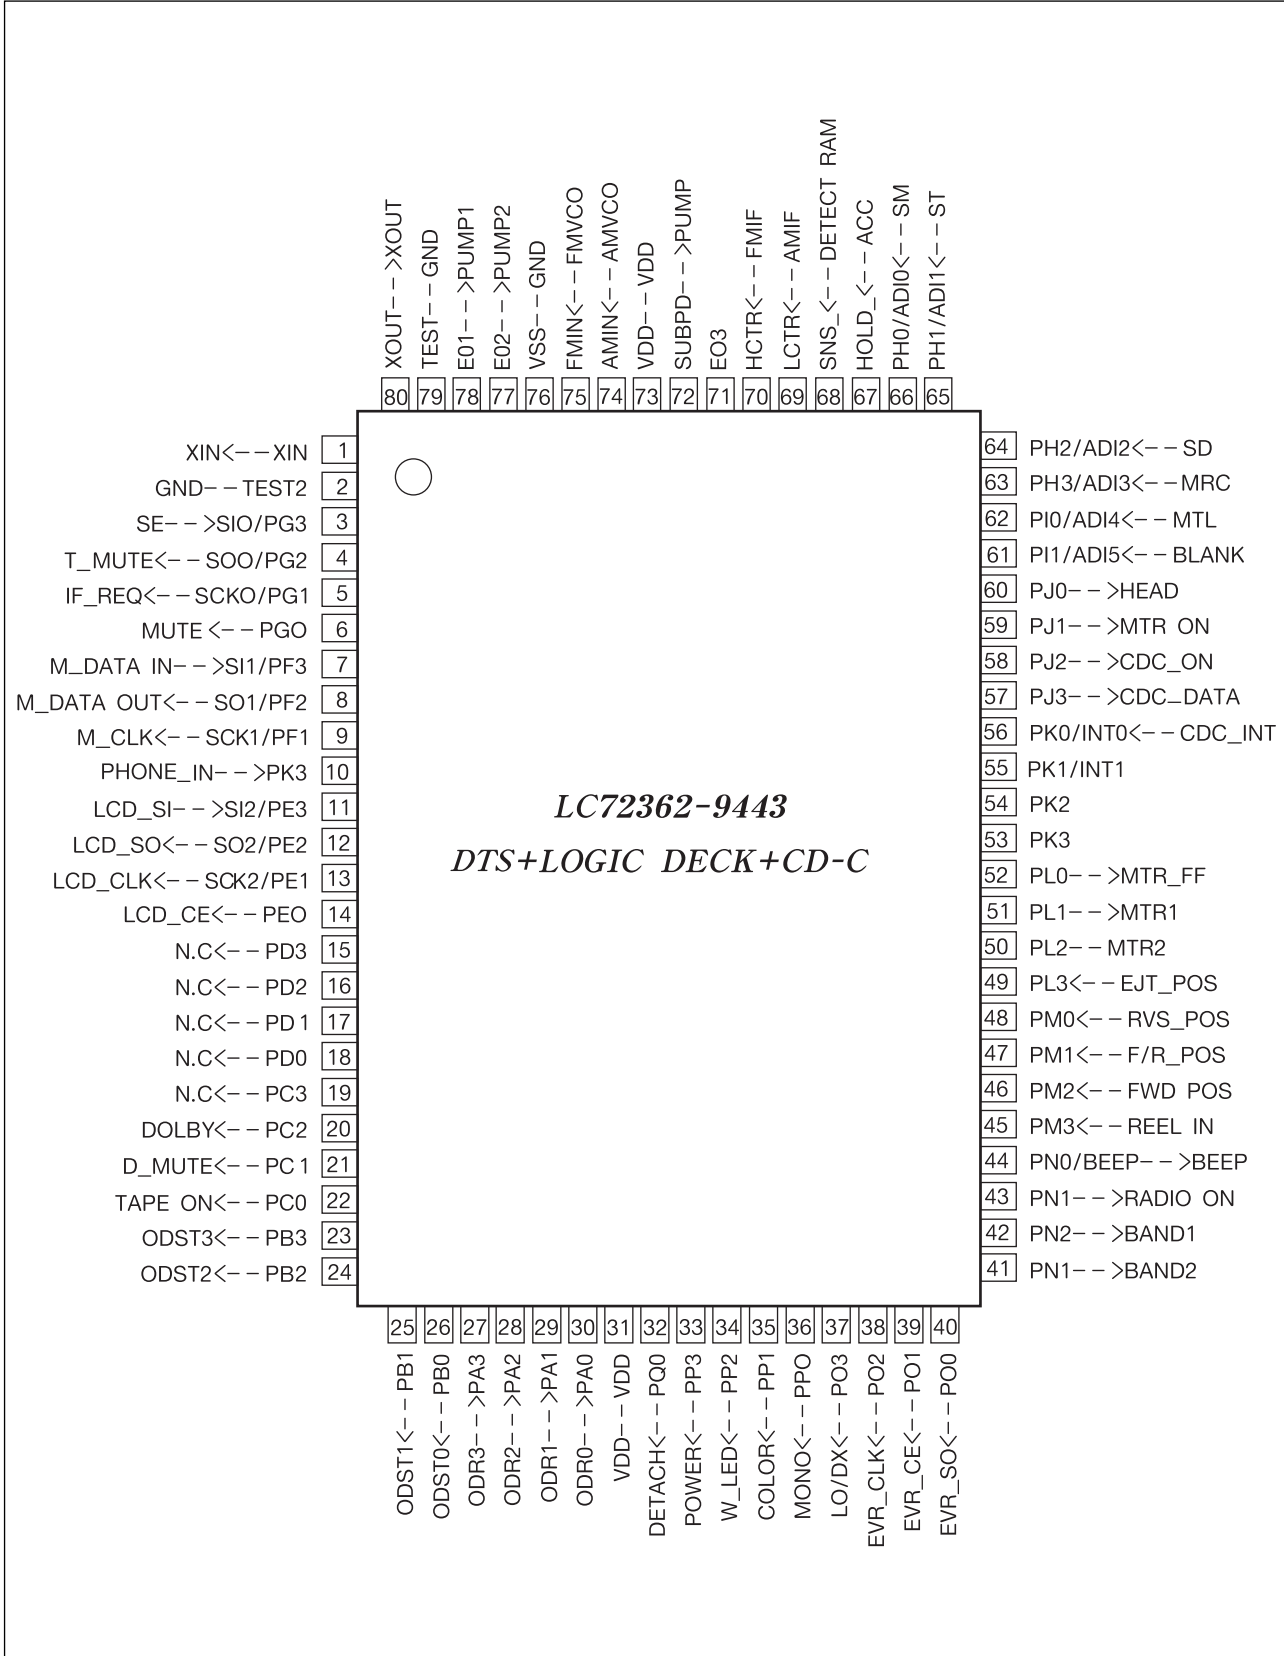 XOUT-->XOUT
TEST--GND
E01-->PUMP1
E02-->PUMP2
VSS--GND
FMIN<--FMVCO
AMIN<--AMVCO
VDD--VDD
SUBPD-->PUMP
EO3
HCTR<--FMIF
LCTR<--AMIF
SNS_<--DETECT RAM
HOLD_<--ACC
PH0/ADI0<--SM
PH1/ADI1<--ST
80 79 78 77 76 75 74 73 72 71 70 69 68 67 66 65
XIN<--XIN 1
GND--TEST2 2
SE-->SIO/PG3 3
T_MUTE<--SOO/PG2 4
IF_REQ<--SCKO/PG1 5
MUTE<--PGO 6
M_DATA IN-->SI1/PF3 7
M_DATA OUT<--SO1/PF2 8
M_CLK<--SCK1/PF1 9
PHONE_IN-->PK3 10
LCD_SI-->SI2/PE3 11
LCD_SO<--SO2/PE2 12
LCD_CLK<--SCK2/PE1 13
LCD_CE<--PEO 14
N.C<--PD3 15
N.C<--PD2 16
N.C<--PD1 17
N.C<--PD0 18
N.C<--PC3 19
DOLBY<--PC2 20
D_MUTE<--PC1 21
TAPE ON<--PC0 22
ODST3<--PB3 23
ODST2<--PB2 24
LC72362-9443
DTS+LOGIC DECK+CD-C
64 PH2/ADI2<--SD
63 PH3/ADI3<--MRC
62 PI0/ADI4<--MTL
61 PI1/ADI5<--BLANK
60 PJ0-->HEAD
59 PJ1-->MTR ON
58 PJ2-->CDC_ON
57 PJ3-->CDC_DATA
56 PK0/INT0<--CDC_INT
55 PK1/INT1
54 PK2
53 PK3
52 PL0-->MTR_FF
51 PL1-->MTR1
50 PL2--MTR2
49 PL3<--EJT_POS
48 PM0<--RVS_POS
47 PM1<--F/R_POS
46 PM2<--FWD POS
45 PM3<--REEL IN
44 PN0/BEEP-->BEEP
43 PN1-->RADIO ON
42 PN2-->BAND1
41 PN1-->BAND2
25 26 27 28 29 30 31 32 33 34 35 36 37 38 39 40
ODST1<--PB1
ODST0<--PB0
ODR3-->PA3
ODR2-->PA2
ODR1-->PA1
ODR0-->PA0
VDD--VDD
DETACH<--PQ0
POWER<--PP3
W_LED<--PP2
COLOR<--PP1
MONO<--PPO
LO/DX<--PO3
EVR_CLK<--PO2
EVR_CE<--PO1
EVR_SO<--PO0